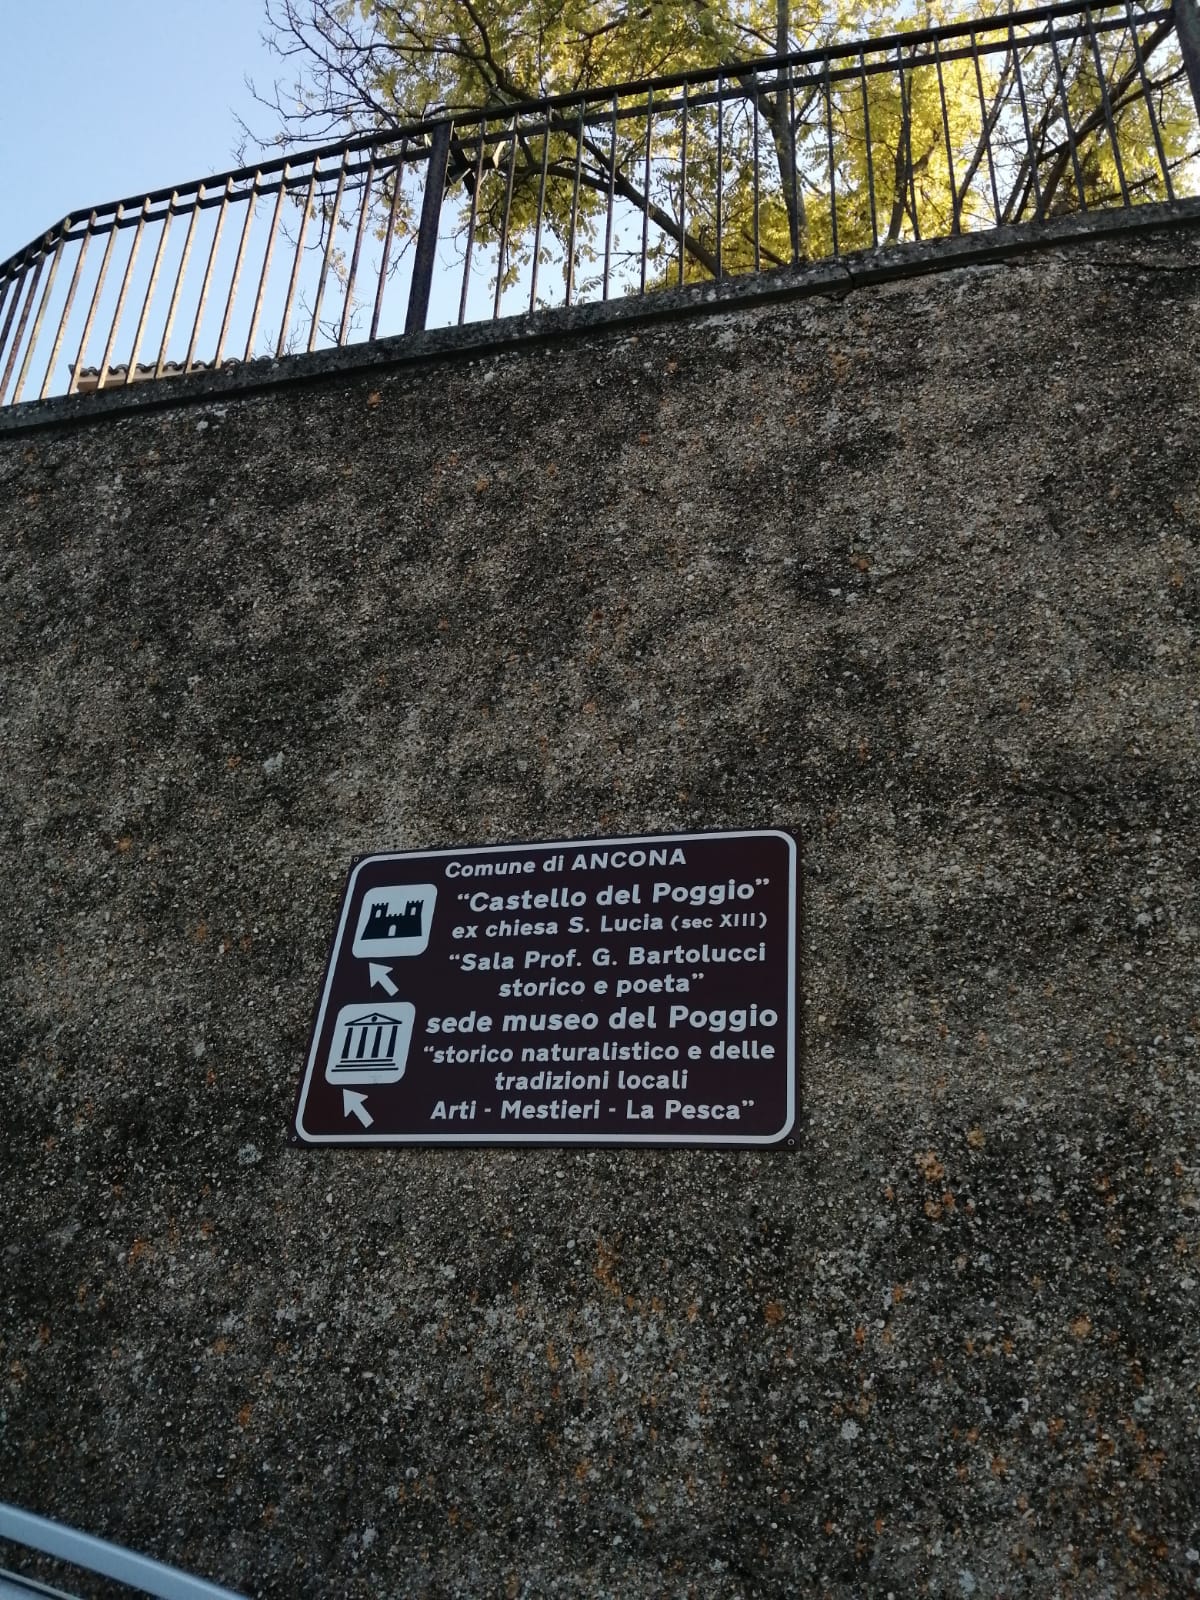 Comune di ANCONA
"Castello del Poggio"
ex chiesa S. Lucia (sec XIII)
"Sala Prof. G. Bartolucci
storico e poeta"
sede museo del Poggio
"storico naturalistico e delle
tradizioni locali
Arti - Mestieri - La Pesca"